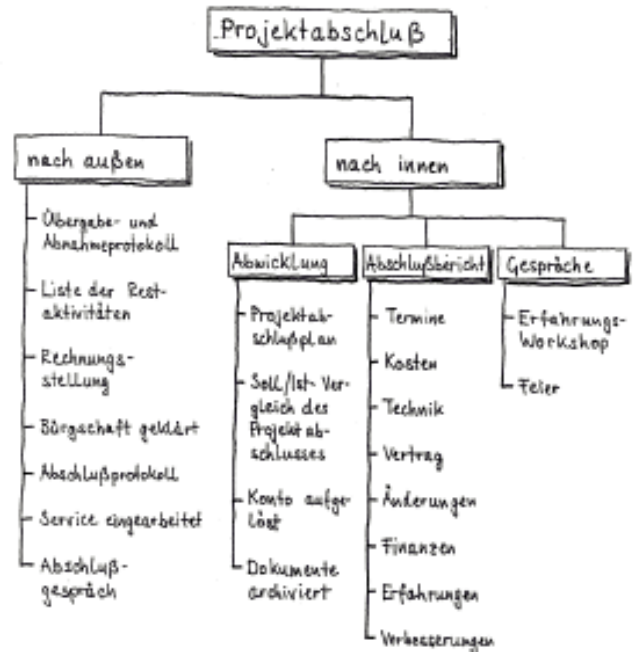 Projektabschluß
nach außen
nach innen
Übergabe- und
Abnahmeprotokoll
Liste der Rest-
aktivitäten
Rechnungs-
stellung
Bürgschaft geklärt
Abschlußprotokoll
Service eingearbeitet
Abschluß-
gespräch
Abwicklung
Projektab-
schlußplan
Soll/Ist-Ver-
gleich des
Projektab-
schlusses
Konto aufge-
löst
Dokumente
archiviert
Abschlußbericht
Termine
Kosten
Technik
Vertrag
Änderungen
Finanzen
Erfahrungen
Verbesserungen
Gespräche
Erfahrungs-
Workshop
Feier